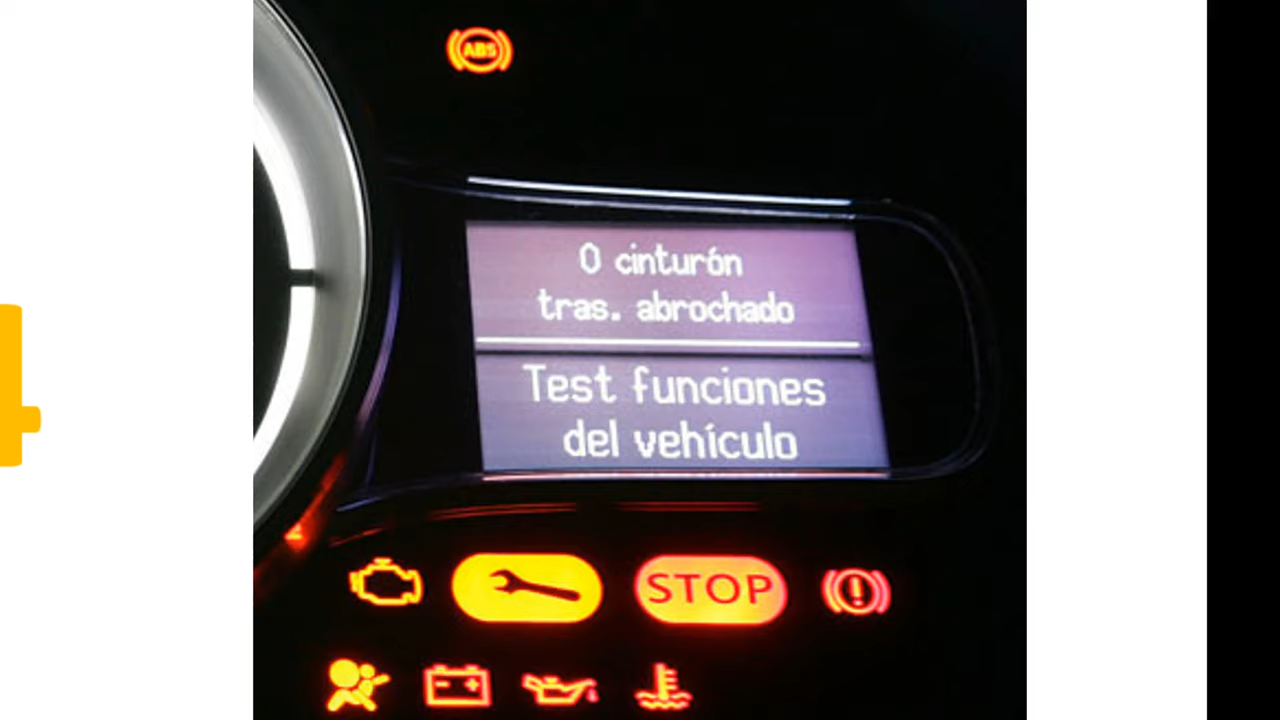 ABS
0 cinturón
tras. abrochado
Test funciones
del vehículo
STOP